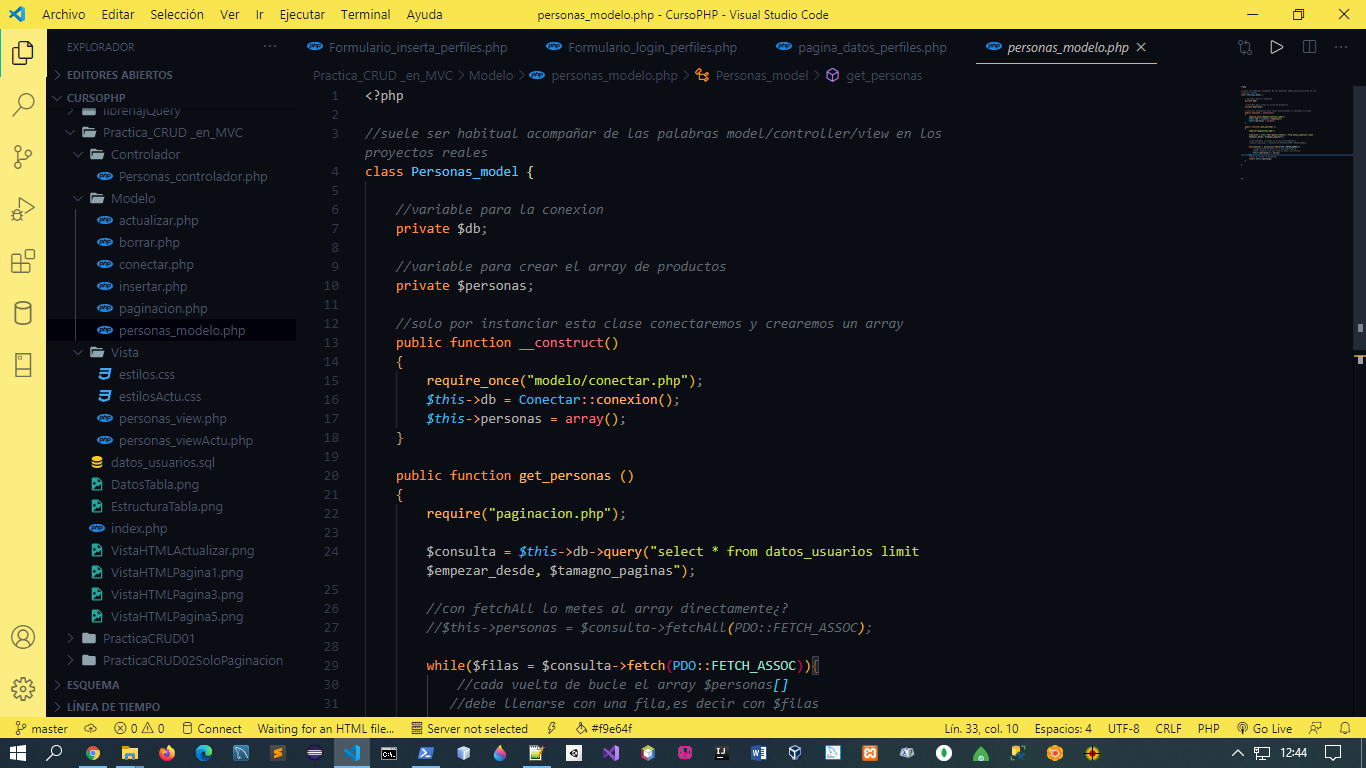 Archivo Editar Selección Ver Ir Ejecutar Terminal Ayuda
personas_modelo.php - CursoPHP - Visual Studio Code
EXPLORADOR
EDITORES ABIERTOS
CURSOPHP
libreriaJQuery
Practica_CRUD _en_MVC
Controlador
Personas_controlador.php
Modelo
actualizar.php
borrar.php
conectar.php
insertar.php
paginacion.php
personas_modelo.php
Vista
estilos.css
estilosActu.css
personas_view.php
personas_viewActu.php
datos_usuarios.sql
DatosTabla.png
EstructuraTabla.png
index.php
VistaHTMLActualizar.png
VistaHTMLPagina1.png
VistaHTMLPagina3.png
VistaHTMLPagina5.png
PracticaCRUD01
PracticaCRUD02SoloPaginacion
ESQUEMA
LÍNEA DE TIEMPO
Formulario_inserta_perfiles.php Formulario_login_perfiles.php pagina_datos_perfiles.php personas_modelo.php
Practica_CRUD _en_MVC > Modelo > personas_modelo.php > Personas_model > get_personas
1 <?php
2
3 //suele ser habitual acompañar de las palabras model/controller/view en los
proyectos reales
4 class Personas_model {
5
6 //variable para la conexion
7 private $db;
8
9 //variable para crear el array de productos
10 private $personas;
11
12 //solo por instanciar esta clase conectaremos y crearemos un array
13 public function __construct()
14 {
15 require_once("modelo/conectar.php");
16 $this->db = Conectar::conexion();
17 $this->personas = array();
18 }
19
20 public function get_personas ()
21 {
22 require("paginacion.php");
23
24 $consulta = $this->db->query("select * from datos_usuarios limit
$empezar_desde, $tamagno_paginas");
25
26 //con fetchAll lo metes al array directamente¿?
27 //$this->personas = $consulta->fetchAll(PDO::FETCH_ASSOC);
28
29 while($filas = $consulta->fetch(PDO::FETCH_ASSOC)){
30 //cada vuelta de bucle el array $personas[]
31 //debe llenarse con una fila,es decir con $filas
master 0 0 Connect Waiting for an HTML file... Server not selected #f9e64f Lín. 33, col. 10 Espacios: 4 UTF-8 CRLF PHP Go Live
12:44